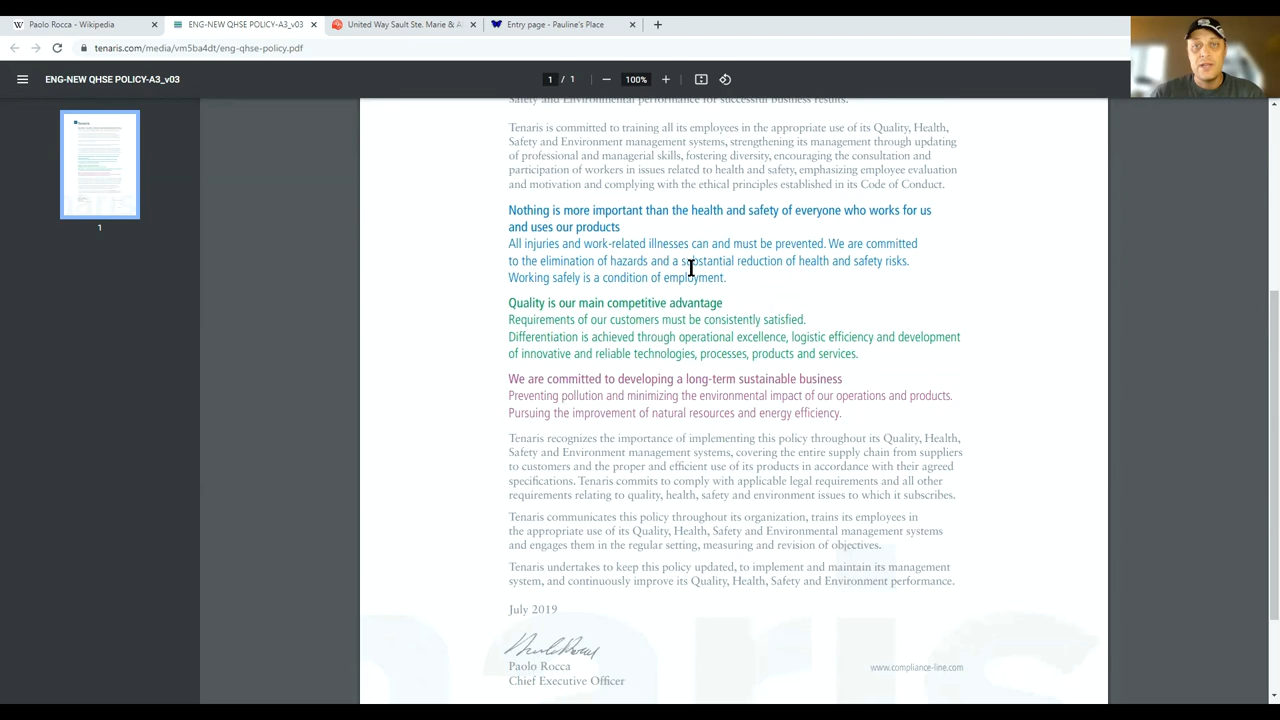 Paolo Rocca - Wikipedia
ENG-NEW QHSE POLICY-A3_v03
United Way Sault Ste. Marie & A
Entry page - Pauline's Place
tenaris.com/media/vm5ba4dt/eng-qhse-policy.pdf
ENG-NEW QHSE POLICY-A3_v03
1 / 1
100%
1
Safety and Environmental performance for successful business results.
Tenaris is committed to training all its employees in the appropriate use of its Quality, Health,
Safety and Environment management systems, strengthening its management through updating
of professional and managerial skills, fostering diversity, encouraging the consultation and
participation of workers in issues related to health and safety, emphasizing employee evaluation
and motivation and complying with the ethical principles established in its Code of Conduct.
Nothing is more important than the health and safety of everyone who works for us
and uses our products
All injuries and work-related illnesses can and must be prevented. We are committed
to the elimination of hazards and a substantial reduction of health and safety risks.
Working safely is a condition of employment.
Quality is our main competitive advantage
Requirements of our customers must be consistently satisfied.
Differentiation is achieved through operational excellence, logistic efficiency and development
of innovative and reliable technologies, processes, products and services.
We are committed to developing a long-term sustainable business
Preventing pollution and minimizing the environmental impact of our operations and products.
Pursuing the improvement of natural resources and energy efficiency.
Tenaris recognizes the importance of implementing this policy throughout its Quality, Health,
Safety and Environment management systems, covering the entire supply chain from suppliers
to customers and the proper and efficient use of its products in accordance with their agreed
specifications. Tenaris commits to comply with applicable legal requirements and all other
requirements relating to quality, health, safety and environment issues to which it subscribes.
Tenaris communicates this policy throughout its organization, trains its employees in
the appropriate use of its Quality, Health, Safety and Environmental management systems
and engages them in the regular setting, measuring and revision of objectives.
Tenaris undertakes to keep this policy updated, to implement and maintain its management
system, and continuously improve its Quality, Health, Safety and Environment performance.
July 2019
Paolo Rocca
Chief Executive Officer
www.compliance-line.com